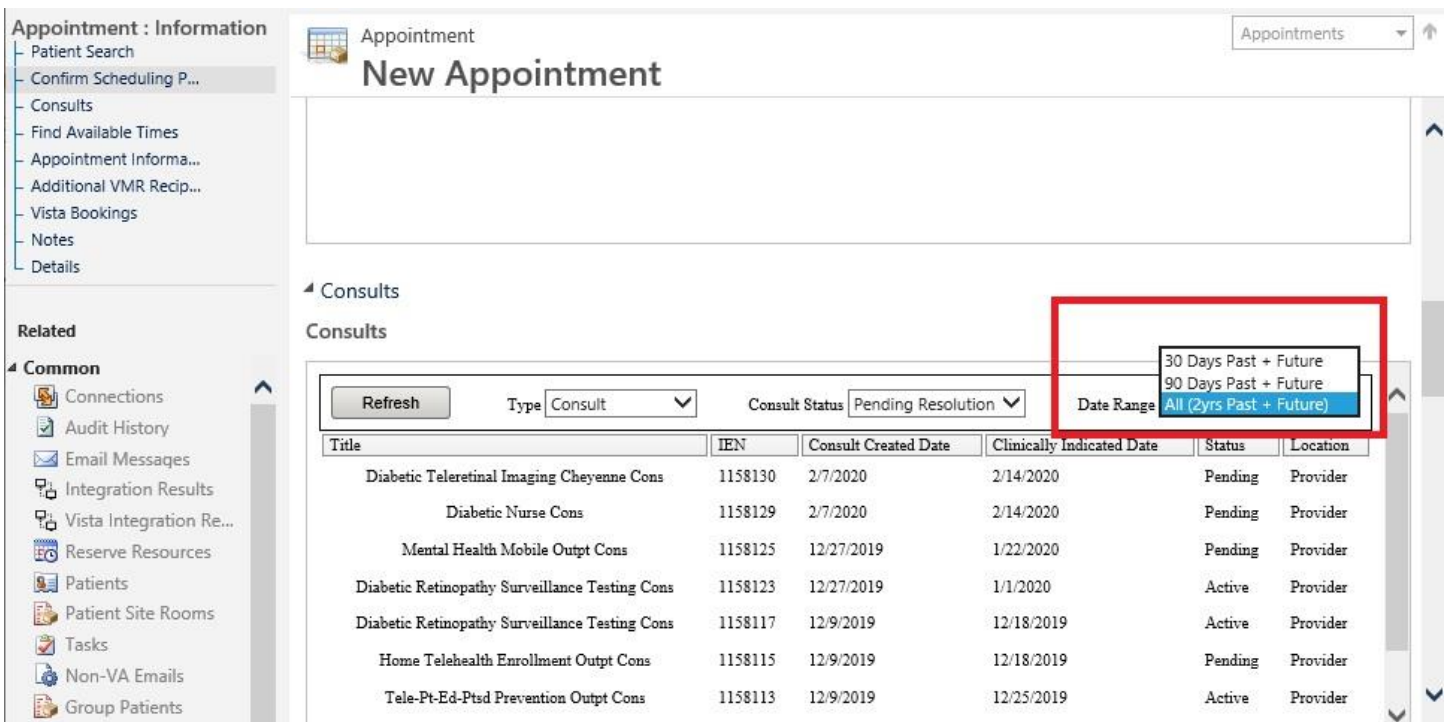 Appointment : Information
Patient Search
Confirm Scheduling P...
Consults
Find Available Times
Appointment Informa...
Additional VMR Recip...
Vista Bookings
Notes
Details
Related
Common
Connections
Audit History
Email Messages
Integration Results
Vista Integration Re...
Reserve Resources
Patients
Patient Site Rooms
Tasks
Non-VA Emails
Group Patients
Appointment
New Appointment
Appointments
Consults
Consults
30 Days Past + Future
90 Days Past + Future
Refresh Type Consult Consult Status Pending Resolution Date Range All (2yrs Past + Future)
Title IEN Consult Created Date Clinically Indicated Date Status Location
Diabetic Teleretinal Imaging Cheyenne Cons 1158130 2/7/2020 2/14/2020 Pending Provider
Diabetic Nurse Cons 1158129 2/7/2020 2/14/2020 Pending Provider
Mental Health Mobile Outpt Cons 1158125 12/27/2019 1/22/2020 Pending Provider
Diabetic Retinopathy Surveillance Testing Cons 1158123 12/27/2019 1/1/2020 Active Provider
Diabetic Retinopathy Surveillance Testing Cons 1158117 12/9/2019 12/18/2019 Active Provider
Home Telehealth Enrollment Outpt Cons 1158115 12/9/2019 12/18/2019 Pending Provider
Tele-Pt-Ed-Ptsd Prevention Outpt Cons 1158113 12/9/2019 12/25/2019 Active Provider